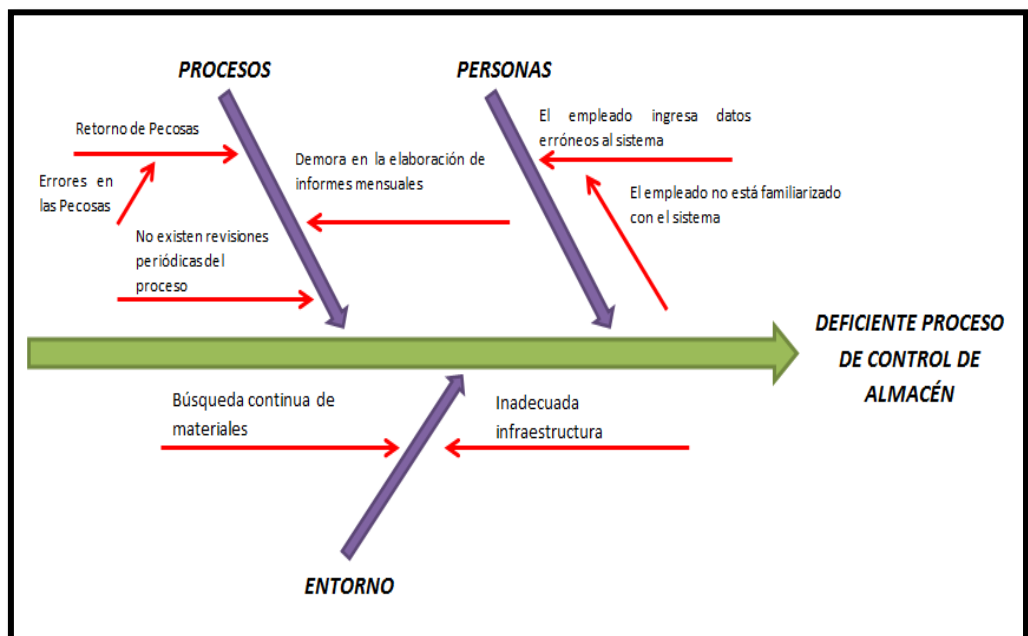 PROCESOS
PERSONAS
Retorno de Pecosas
Errores en
las Pecosas
No existen revisiones
periódicas del
proceso
Demora en la elaboración de
informes mensuales
El empleado ingresa datos
erróneos al sistema
El empleado no está familiarizado
con el sistema
DEFICIENTE PROCESO
DE CONTROL DE
ALMACÉN
Búsqueda continua de
materiales
Inadecuada
infraestructura
ENTORNO